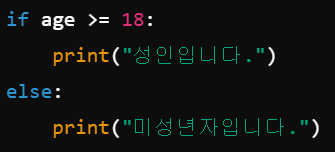 if age >= 18:
    print("성인입니다.")
else:
    print("미성년자입니다.")